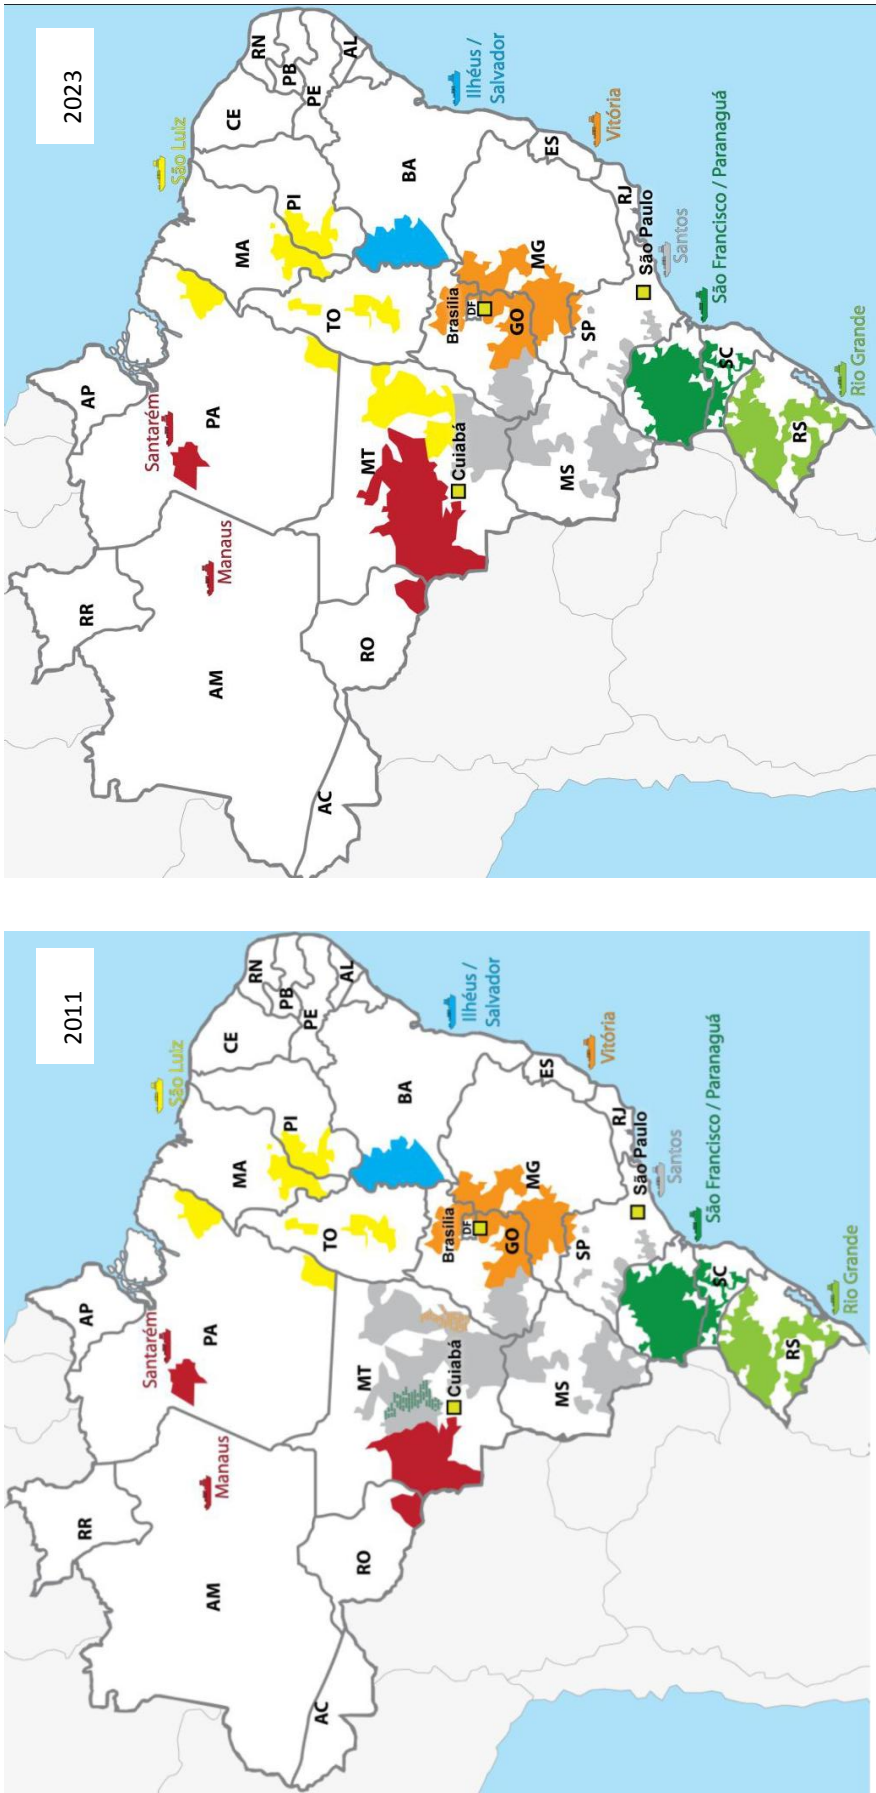 2011
RR
AP
Manaus
Santarém
São Luiz
AM
PA
MA
CE
RN
PB
PE
AL
PI
AC
RO
MT
TO
BA
Ilhéus /
Salvador
Cuiabá
Brasília
DF
GO
MG
ES
Vitória
MS
SP
RJ
São Paulo
Santos
São Francisco / Paranaguá
SC
RS
Rio Grande
2023
RR
AP
Manaus
Santarém
São Luiz
AM
PA
MA
CE
RN
PB
PE
AL
PI
AC
RO
MT
TO
BA
Ilhéus /
Salvador
Cuiabá
Brasília
DF
GO
MG
ES
Vitória
MS
SP
RJ
São Paulo
Santos
São Francisco / Paranaguá
SC
RS
Rio Grande